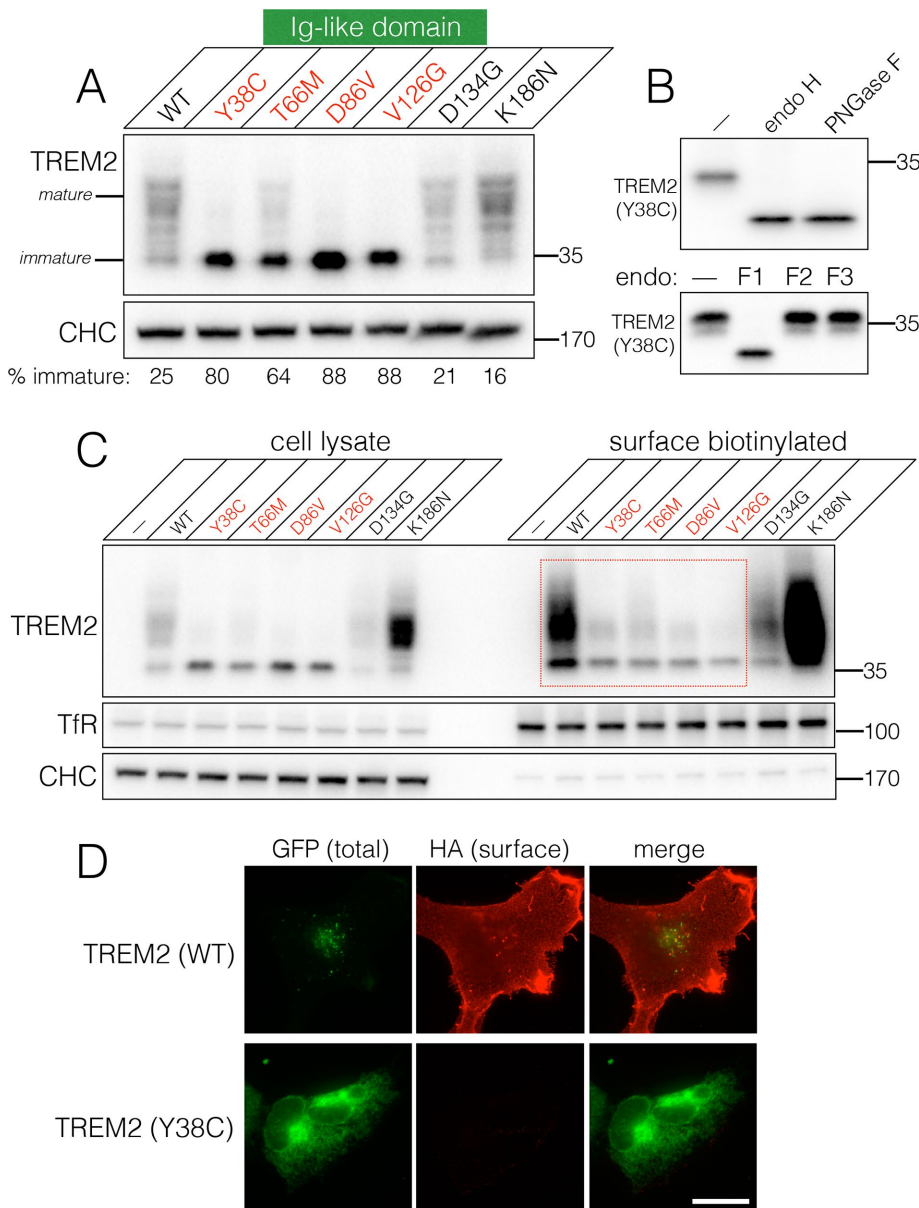 Ig-like domain
A
WT Y38C T66M D86V V126G D134G K186N
TREM2
mature
immature
35
CHC
170
% immature: 25 80 64 88 88 21 16
B
— endo H PNGase F
35
TREM2
(Y38C)
endo: — F1 F2 F3
TREM2
(Y38C)
35
C
cell lysate surface biotinylated
— WT Y38C T66M D86V V126G D134G K186N — WT Y38C T66M D86V V126G D134G K186N
TREM2
35
TfR
100
CHC
170
D
GFP (total) HA (surface) merge
TREM2 (WT)
TREM2 (Y38C)